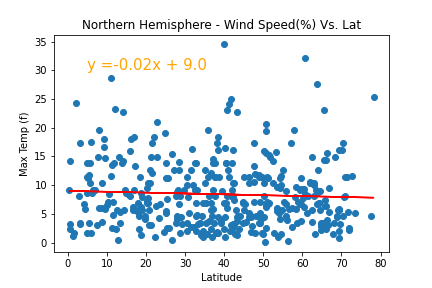 Northern Hemisphere - Wind Speed(%) Vs. Lat
y =-0.02x + 9.0
Max Temp (f)
35
30
25
20
15
10
5
0
0 10 20 30 40 50 60 70 80
Latitude